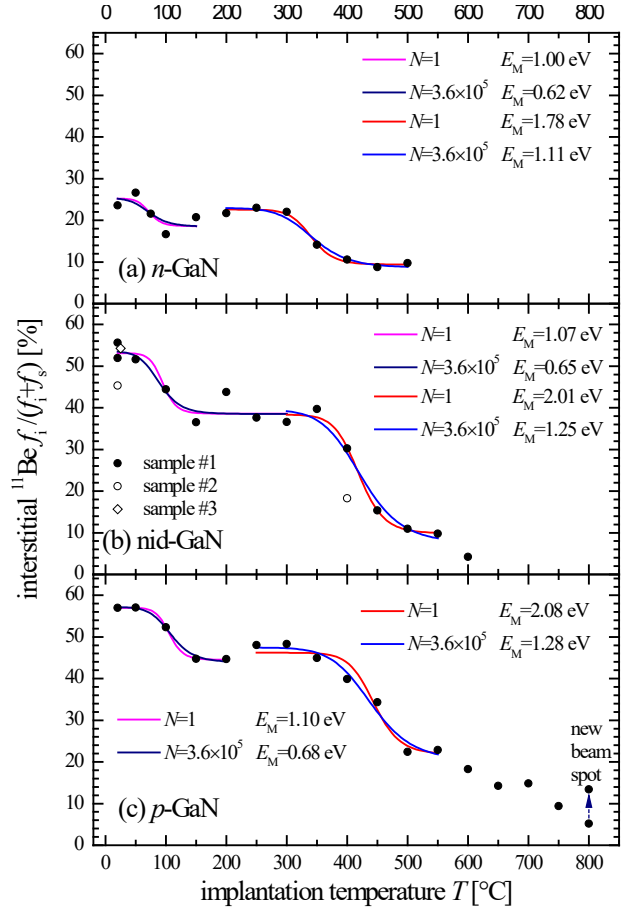 0 100 200 300 400 500 600 700 800
60
50
40
30
20
10
0
N=1 E_M=1.00 eV
N=3.6×10^5 E_M=0.62 eV
N=1 E_M=1.78 eV
N=3.6×10^5 E_M=1.11 eV
(a) n-GaN
interstitial ^11Be f_i/(f_i+f_s) [%]
60
50
40
30
20
10
0
N=1 E_M=1.07 eV
N=3.6×10^5 E_M=0.65 eV
N=1 E_M=2.01 eV
N=3.6×10^5 E_M=1.25 eV
sample #1
sample #2
sample #3
(b) nid-GaN
60
50
40
30
20
10
0
N=1 E_M=2.08 eV
N=3.6×10^5 E_M=1.28 eV
N=1 E_M=1.10 eV
N=3.6×10^5 E_M=0.68 eV
new
beam
spot
(c) p-GaN
0 100 200 300 400 500 600 700 800
implantation temperature T [°C]